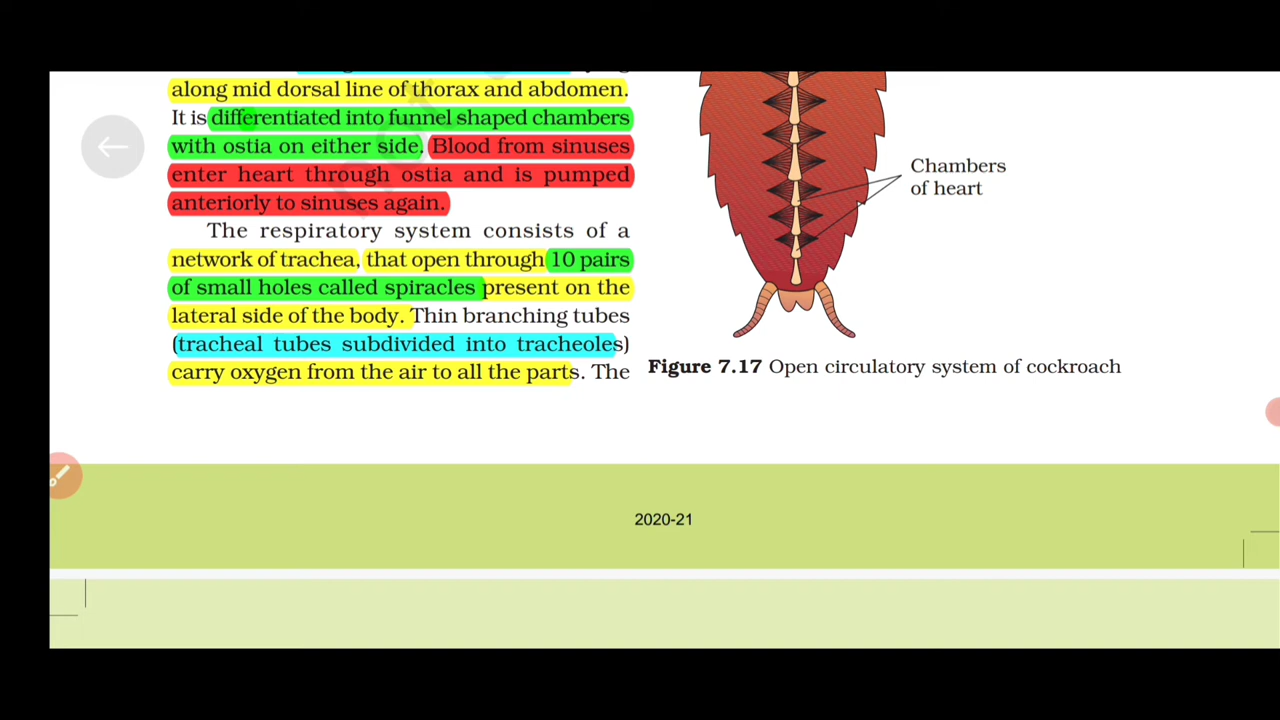 along mid dorsal line of thorax and abdomen.
It is differentiated into funnel shaped chambers
with ostia on either side. Blood from sinuses
enter heart through ostia and is pumped
anteriorly to sinuses again.
The respiratory system consists of a
network of trachea, that open through 10 pairs
of small holes called spiracles present on the
lateral side of the body. Thin branching tubes
(tracheal tubes subdivided into tracheoles)
carry oxygen from the air to all the parts. The
Chambers
of heart
Figure 7.17 Open circulatory system of cockroach
2020-21